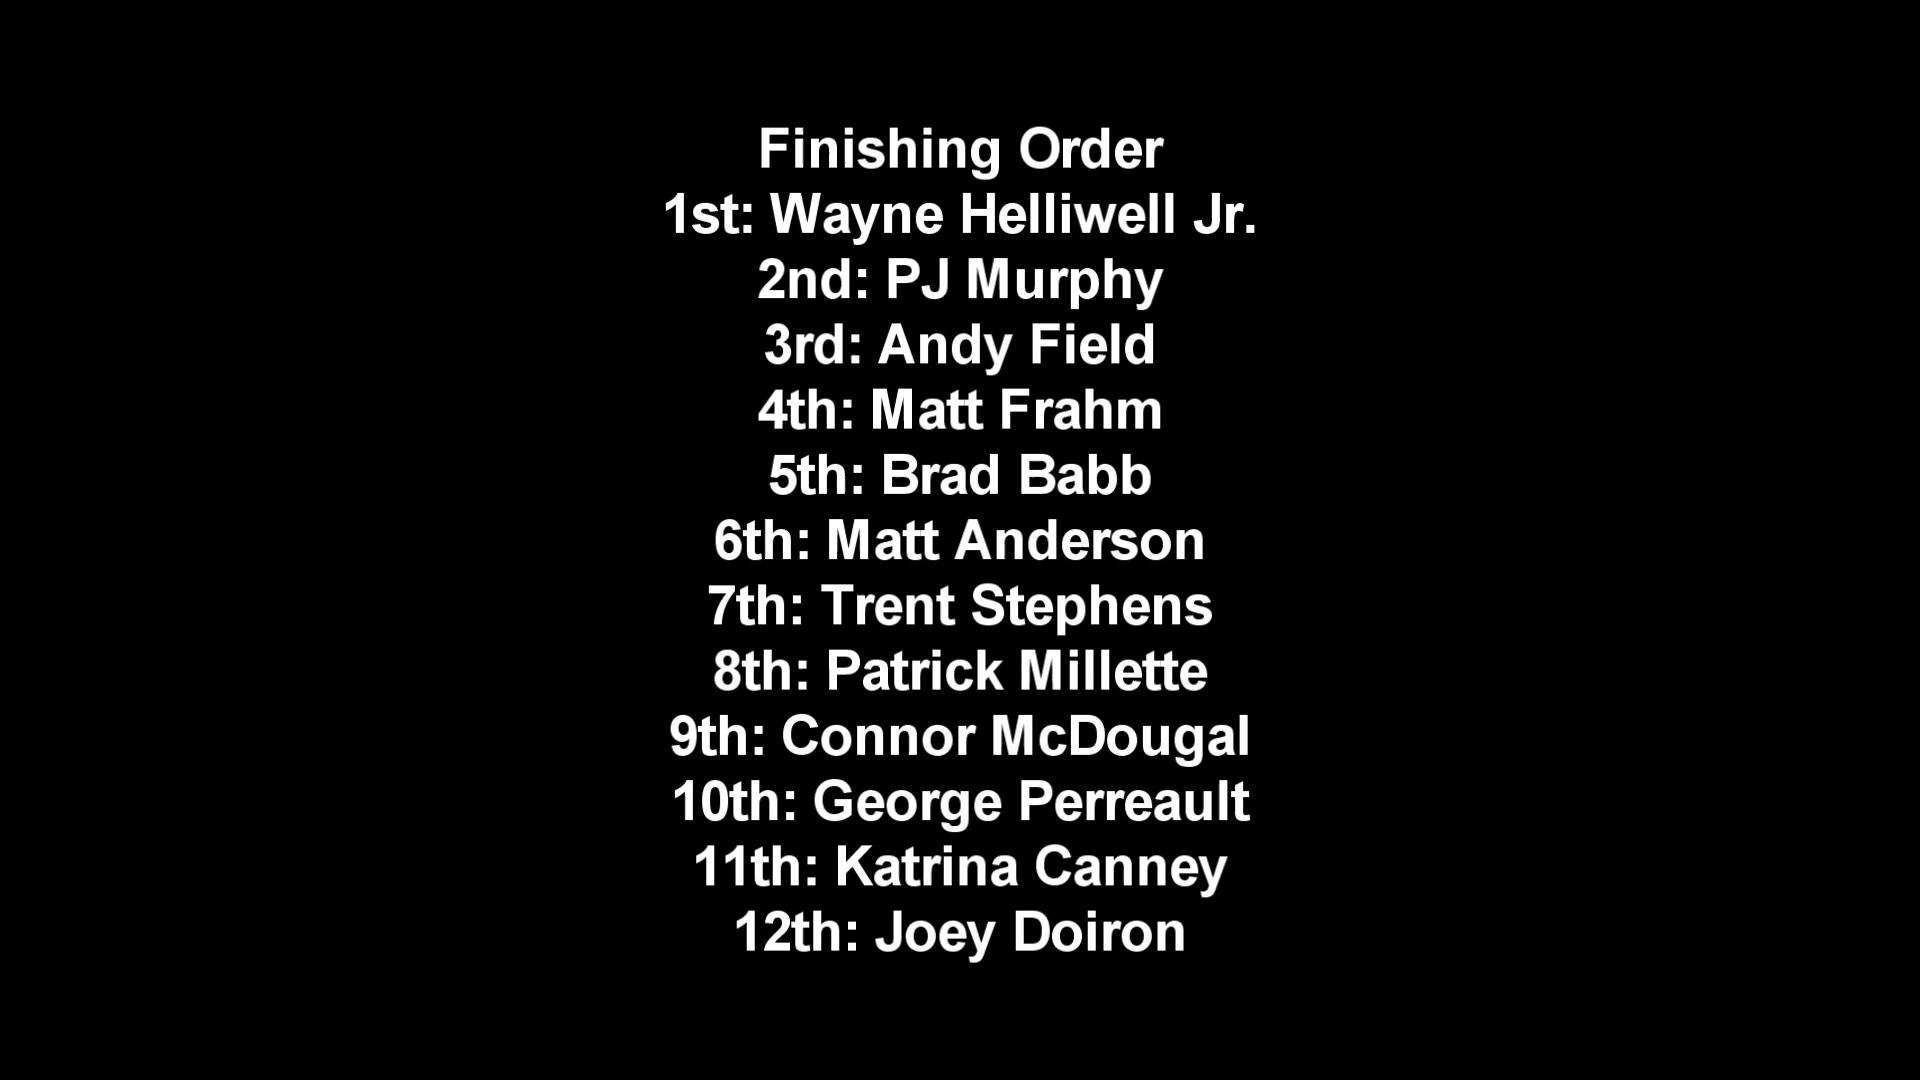 Finishing Order
1st: Wayne Helliwell Jr.
2nd: PJ Murphy
3rd: Andy Field
4th: Matt Frahm
5th: Brad Babb
6th: Matt Anderson
7th: Trent Stephens
8th: Patrick Millette
9th: Connor McDougal
10th: George Perreault
11th: Katrina Canney
12th: Joey Doiron